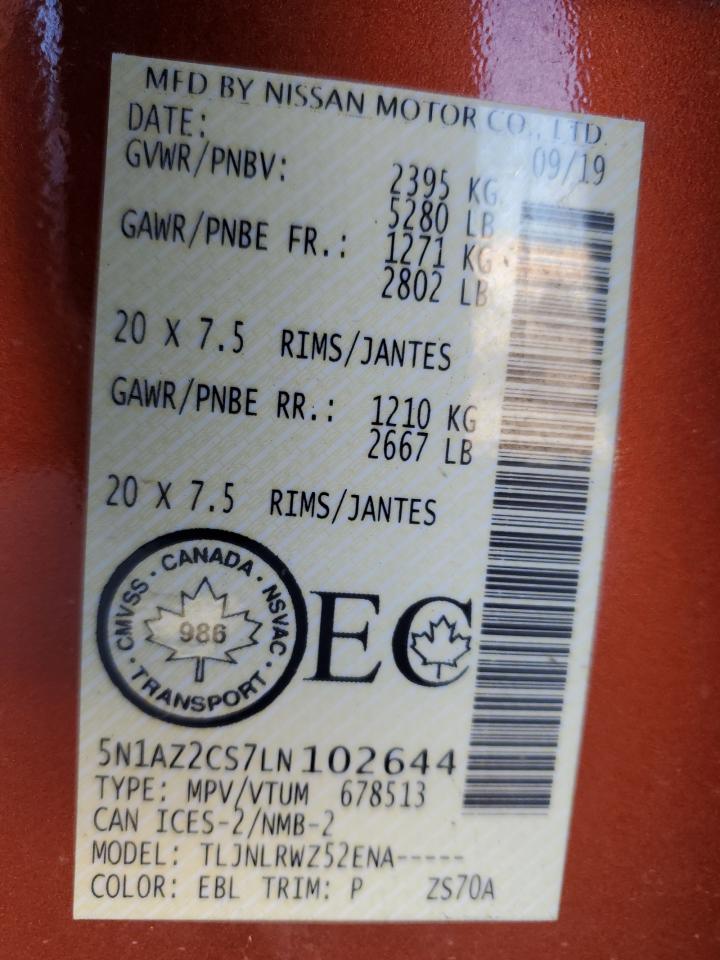 MFD BY NISSAN MOTOR CO., LTD.
DATE: 09/19
GVWR/PNBV: 2395 KG
5280 LB
GAWR/PNBE FR.: 1271 KG
2802 LB
20 X 7.5 RIMS/JANTES
GAWR/PNBE RR.: 1210 KG
2667 LB
20 X 7.5 RIMS/JANTES
CMVSS · CANADA · NSVAC · TRANSPORT ·
986
EC
5N1AZ2CS7LN102644
TYPE: MPV/VTUM 678513
CAN ICES-2/NMB-2
MODEL: TLJNLRWZ52ENA-----
COLOR: EBL TRIM: P ZS70A